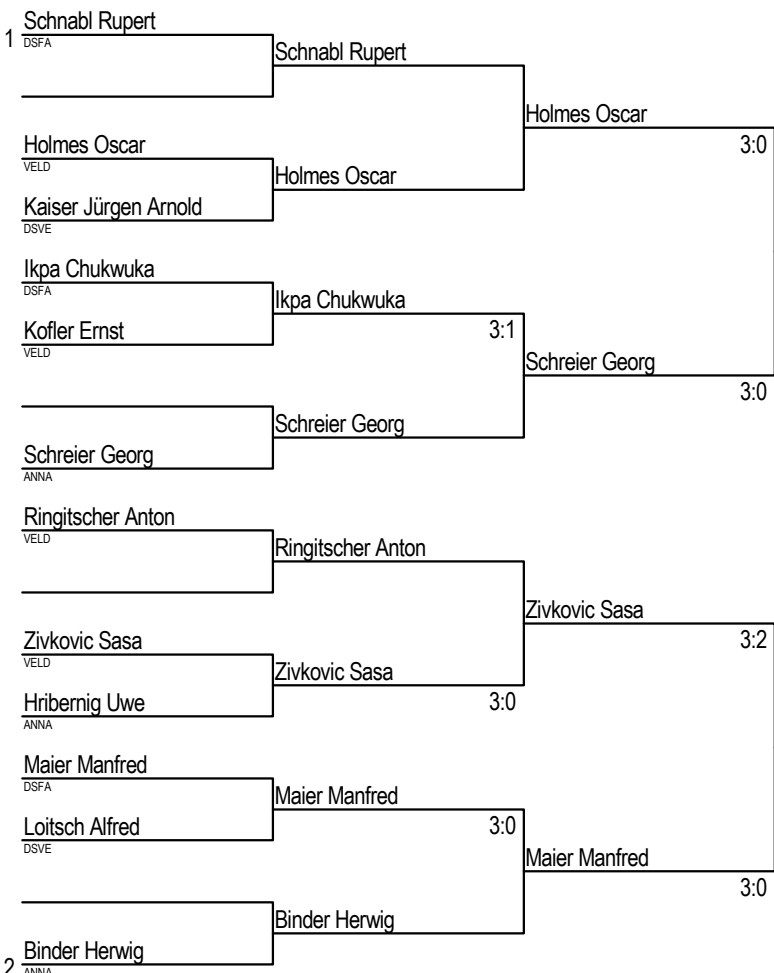 Schnabl Rupert
1
DSFA
Schnabl Rupert
Holmes Oscar
3:0
Holmes Oscar
VELD
Holmes Oscar
Kaiser Jürgen Arnold
DSVE
Ikpa Chukwuka
DSFA
Ikpa Chukwuka
3:1
Kofler Ernst
VELD
Schreier Georg
3:0
Schreier Georg
Schreier Georg
ANNA
Ringitscher Anton
VELD
Ringitscher Anton
Zivkovic Sasa
3:2
Zivkovic Sasa
VELD
Zivkovic Sasa
3:0
Hribernig Uwe
ANNA
Maier Manfred
DSFA
Maier Manfred
3:0
Loitsch Alfred
DSVE
Maier Manfred
3:0
Binder Herwig
Binder Herwig
2
ANNA